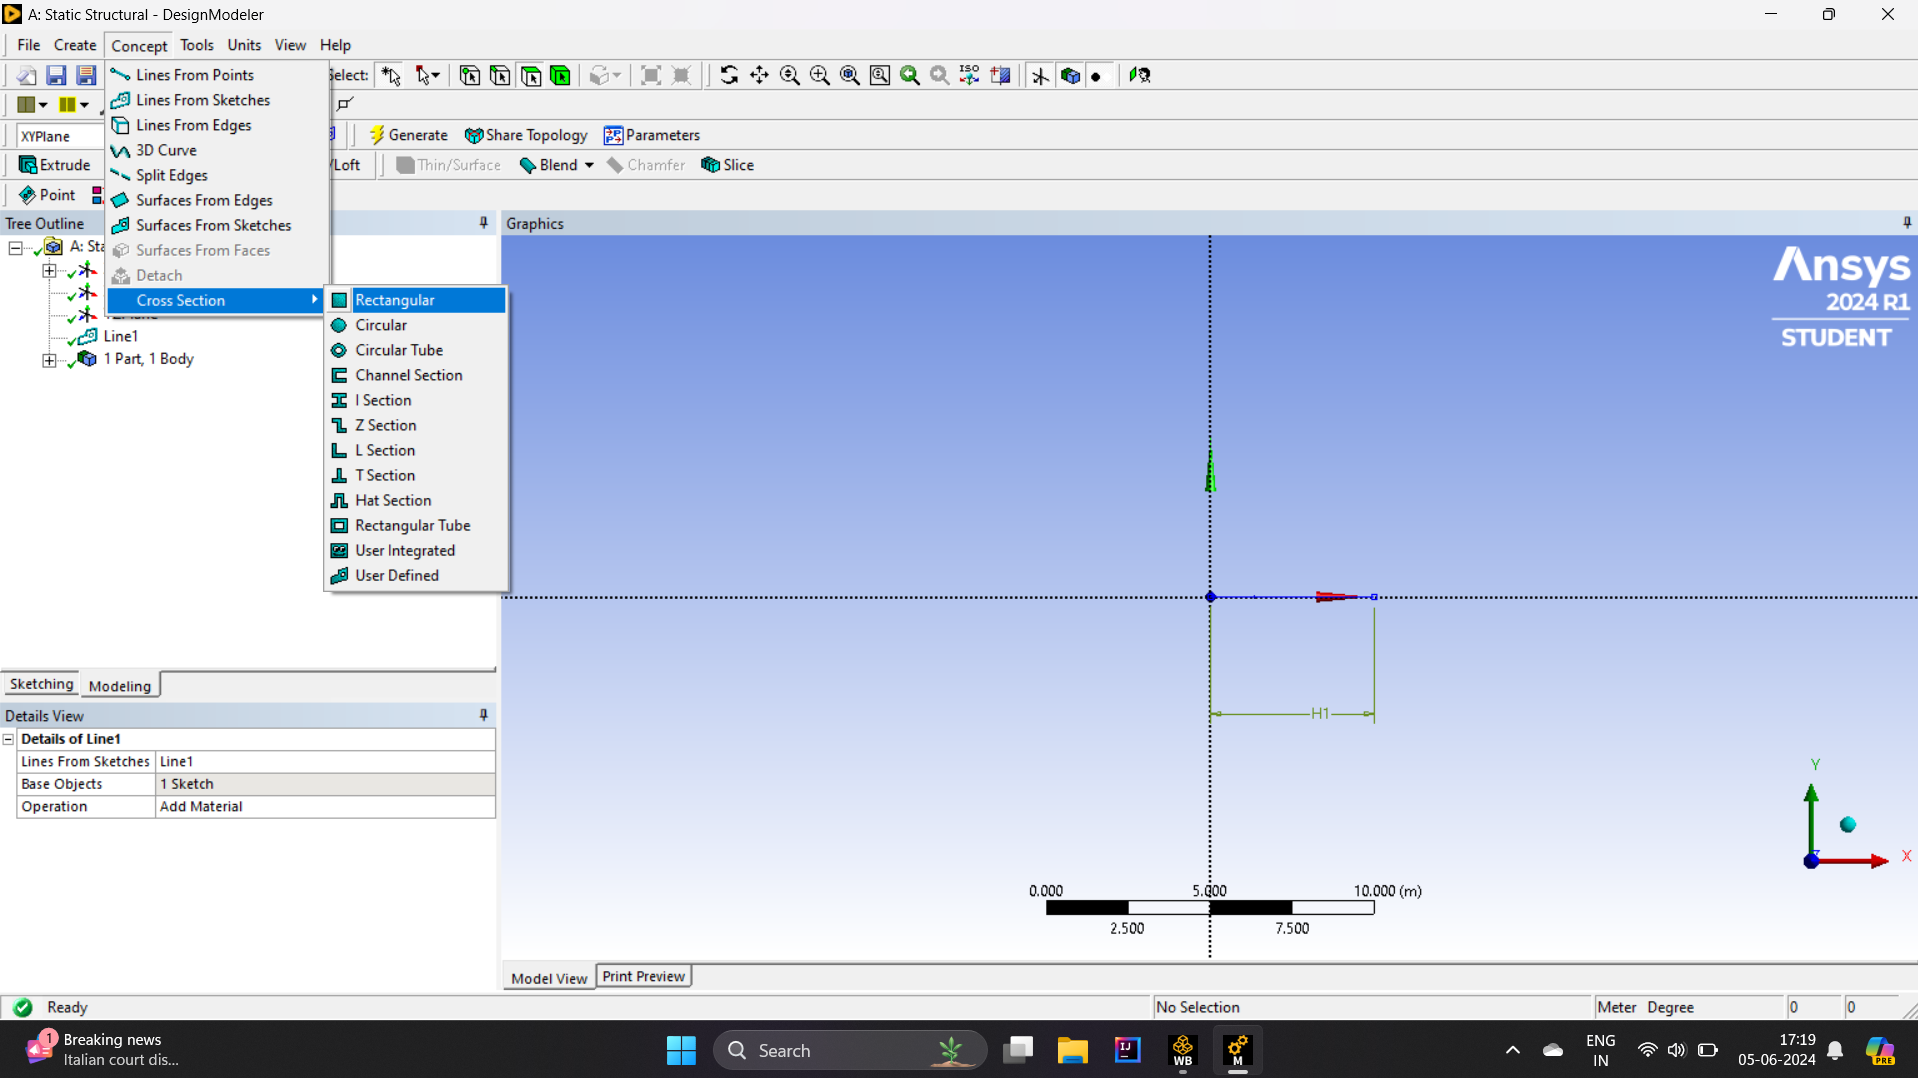 A: Static Structural - DesignModeler
File Create Concept Tools Units View Help
Lines From Points
Lines From Sketches
Lines From Edges
3D Curve
Split Edges
Surfaces From Edges
Surfaces From Sketches
Surfaces From Faces
Detach
Cross Section
Rectangular
Circular
Circular Tube
Channel Section
I Section
Z Section
L Section
T Section
Hat Section
Rectangular Tube
User Integrated
User Defined
Select:
ISO
XYPlane
Generate Share Topology Parameters
Extrude /Loft Thin/Surface Blend Chamfer Slice
Point
Tree Outline
A: Sta
Line1
1 Part, 1 Body
Sketching Modeling
Details View
Details of Line1
Lines From Sketches Line1
Base Objects 1 Sketch
Operation Add Material
Graphics
Ansys
2024 R1
STUDENT
H1
Y
X
0.000 5.000 10.000 (m)
2.500 7.500
Model View Print Preview
Ready No Selection Meter Degree 0 0
1
Breaking news
Italian court dis...
Search
IJ
WB
M
ENG
IN
17:19
05-06-2024
PRE